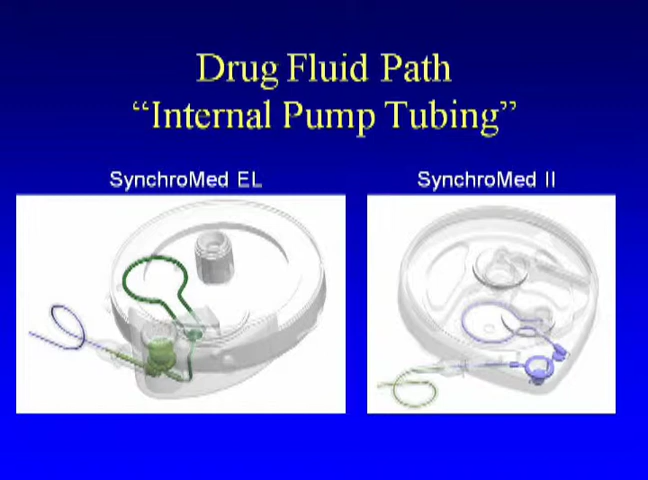 Drug Fluid Path
“Internal Pump Tubing”
SynchroMed EL
SynchroMed II